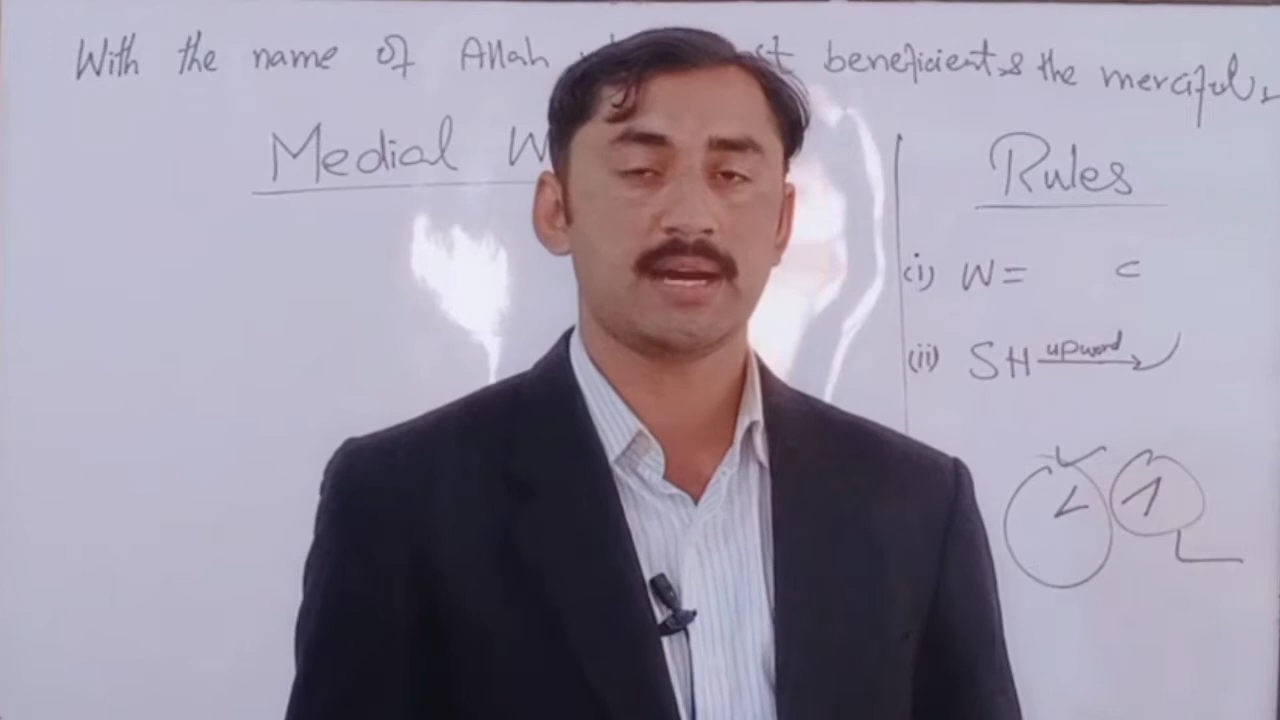 With the name of Allah beneficient & the merciful.
Medial W
Rules
(i) W = c
(ii) SH upword